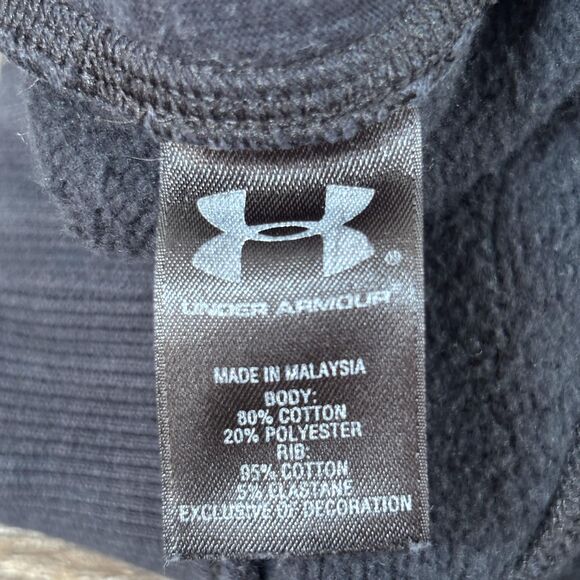 ®
UNDER ARMOUR®
MADE IN MALAYSIA
BODY:
80% COTTON
20% POLYESTER
RIB:
95% COTTON
5% ELASTANE
EXCLUSIVE OF DECORATION